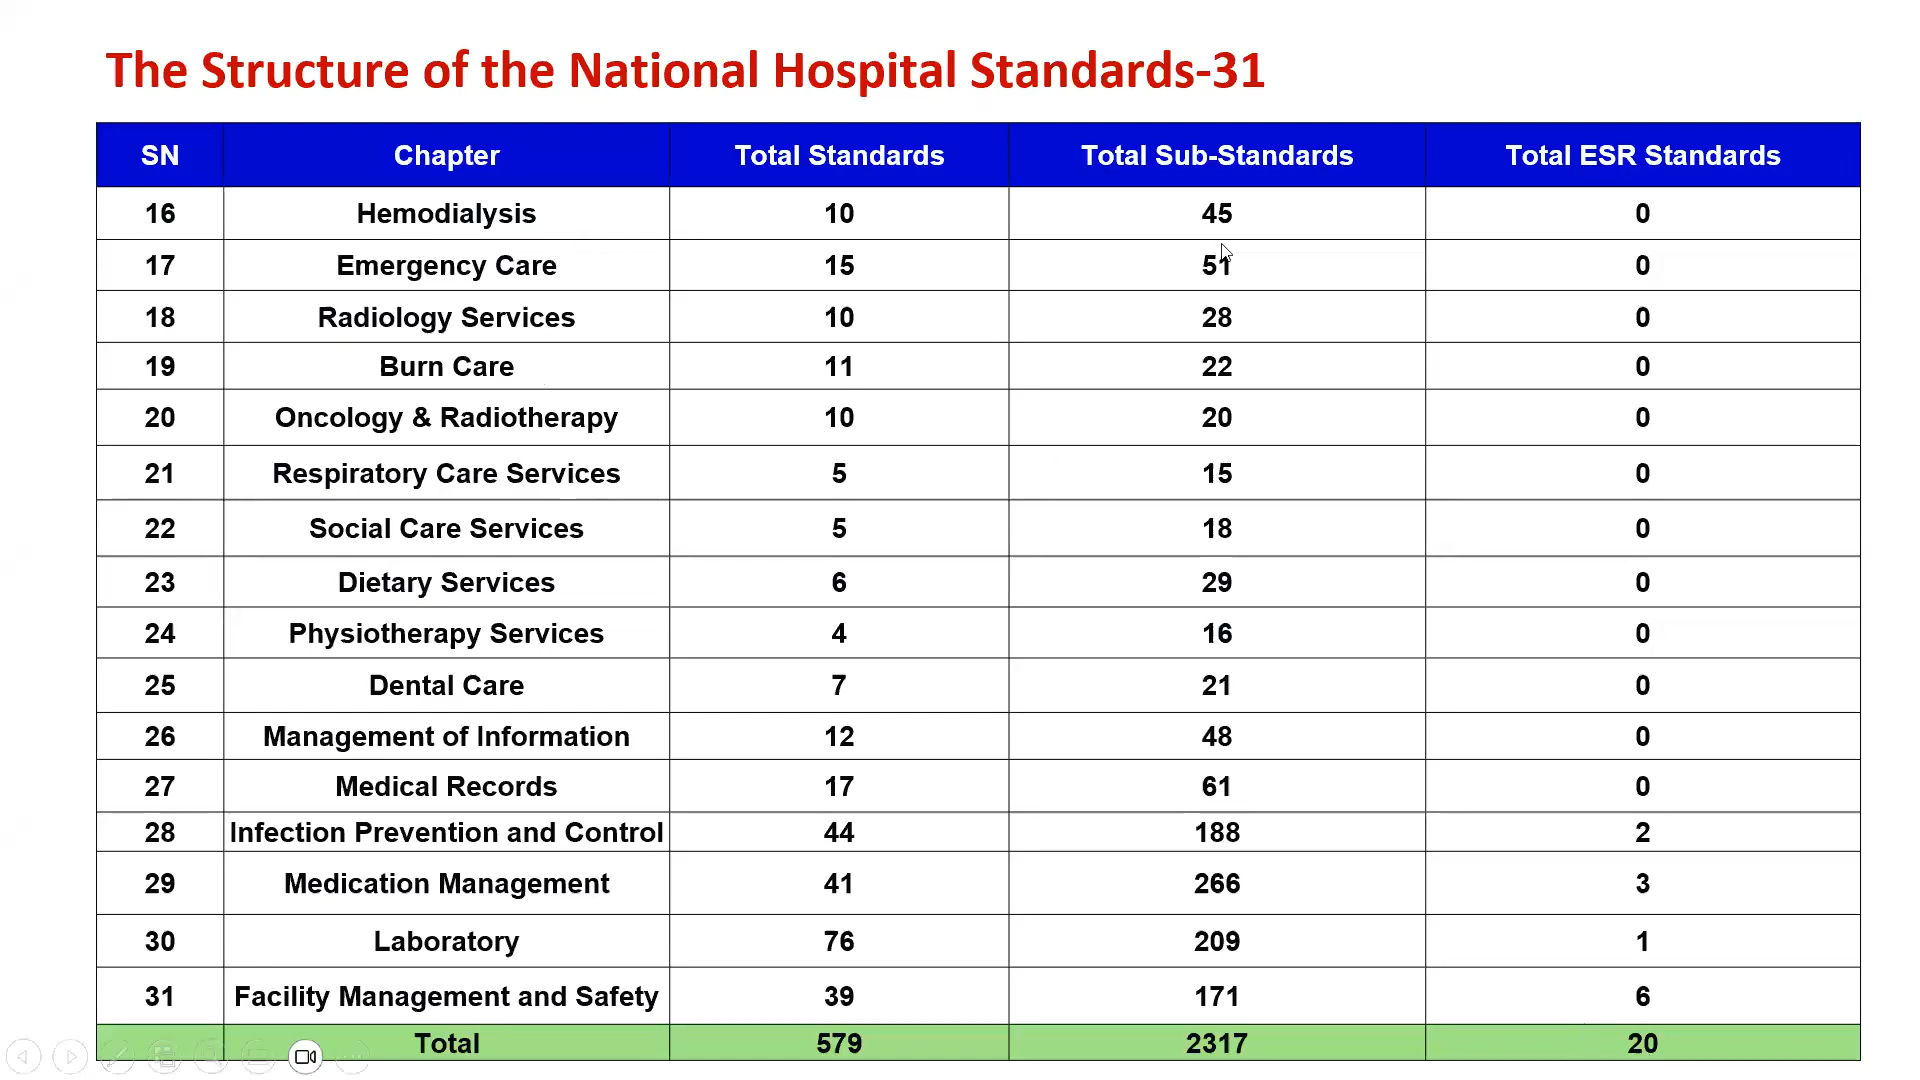 The Structure of the National Hospital Standards-31
SN Chapter Total Standards Total Sub-Standards Total ESR Standards
16 Hemodialysis 10 45 0
17 Emergency Care 15 51 0
18 Radiology Services 10 28 0
19 Burn Care 11 22 0
20 Oncology & Radiotherapy 10 20 0
21 Respiratory Care Services 5 15 0
22 Social Care Services 5 18 0
23 Dietary Services 6 29 0
24 Physiotherapy Services 4 16 0
25 Dental Care 7 21 0
26 Management of Information 12 48 0
27 Medical Records 17 61 0
28 Infection Prevention and Control 44 188 2
29 Medication Management 41 266 3
30 Laboratory 76 209 1
31 Facility Management and Safety 39 171 6
Total 579 2317 20